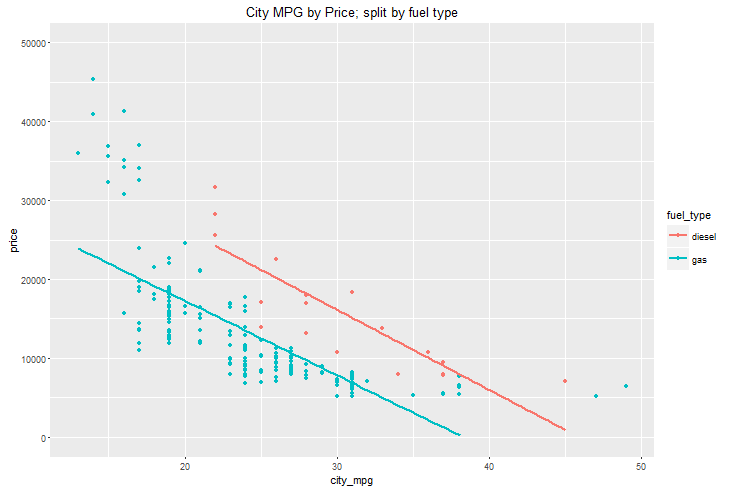 City MPG by Price; split by fuel type
50000
40000
30000
20000
10000
0
price
20
30
40
50
city_mpg
fuel_type
diesel
gas